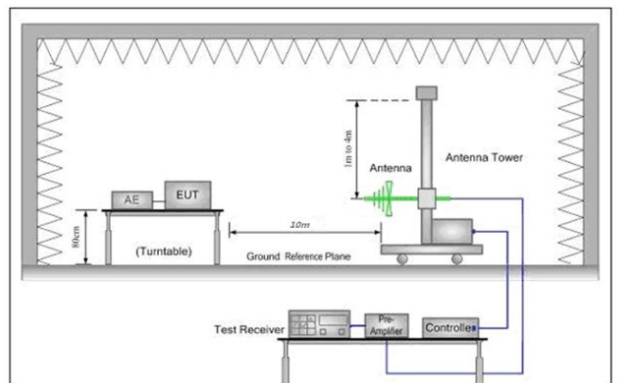 1m to 4m
Antenna
Antenna Tower
AE
EUT
80cm
(Turntable)
10m
Ground Reference Plane
Test Receiver
Pre-
Amplifier
Controller